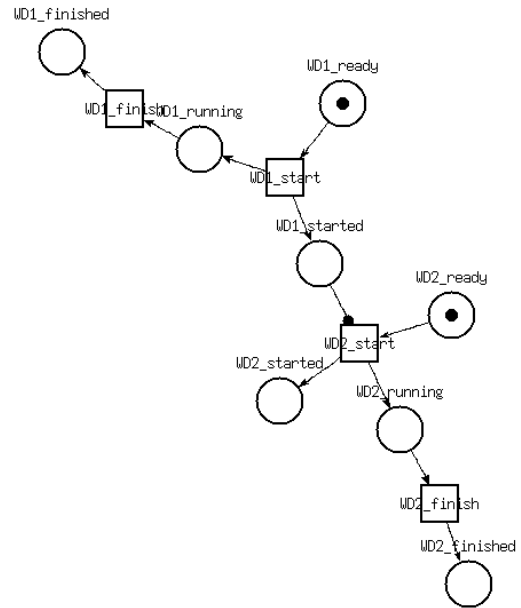 WD1_finished
WD1_ready
WD1_finish
WD1_running
WD1_start
WD1_started
WD2_ready
WD2_start
WD2_started
WD2_running
WD2_finish
WD2_finished